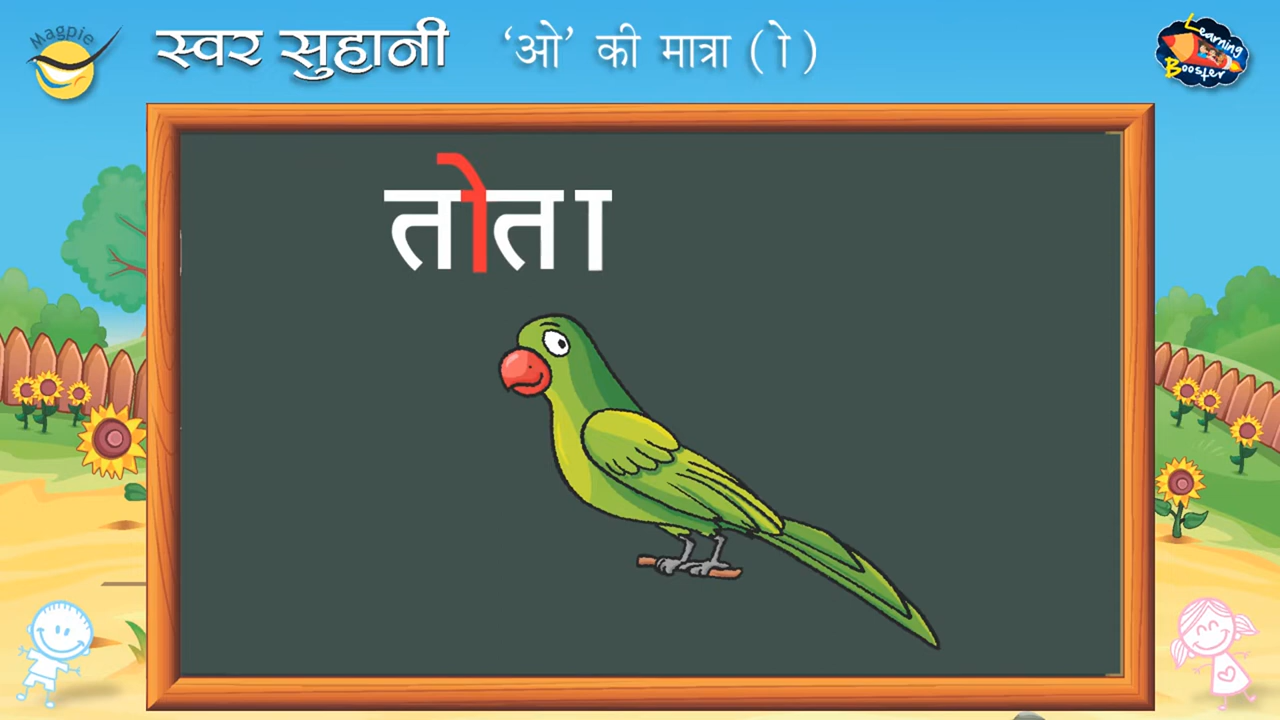 Magpie
स्वर सुहानी
‘ओ’ की मात्रा ( ो )
Learning
Booster
तोता